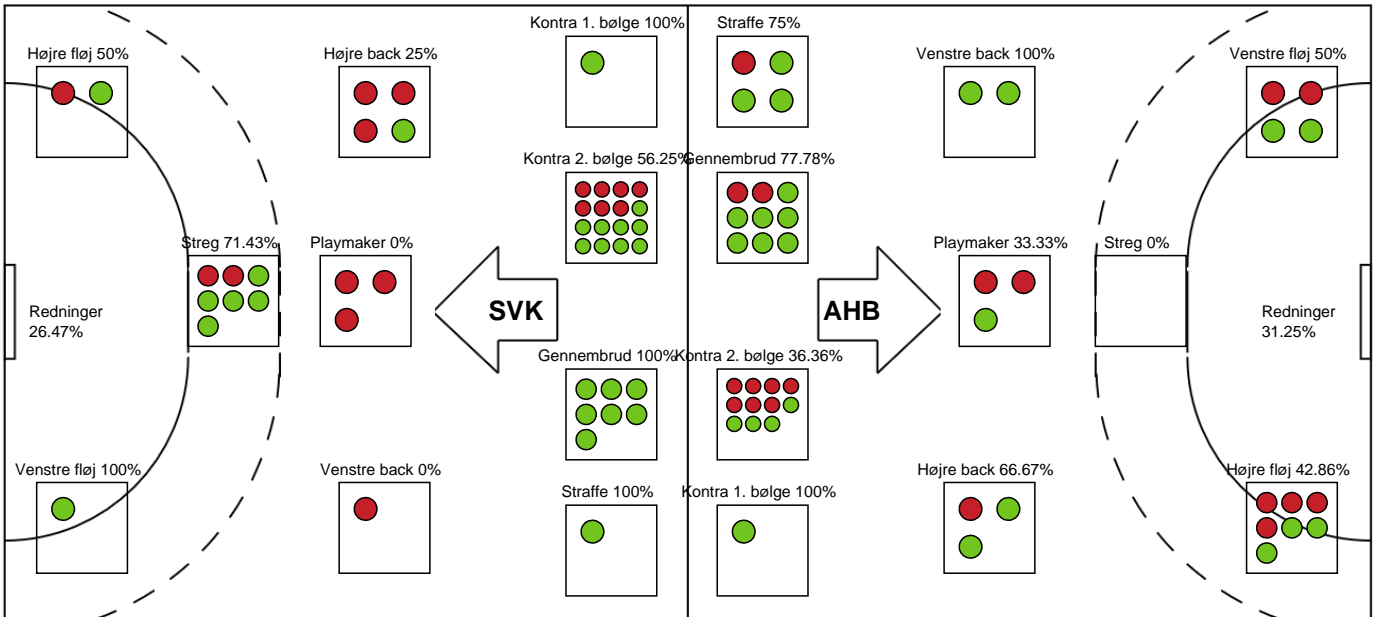 Kontra 1. bølge 100%
Straffe 75%
Højre fløj 50%
Højre back 25%
Venstre back 100%
Venstre fløj 50%
Kontra 2. bølge 56.25%
Gennembrud 77.78%
Streg 71.43%
Playmaker 0%
Playmaker 33.33%
Streg 0%
Redninger
26.47%
SVK
AHB
Redninger
31.25%
Gennembrud 100%
Kontra 2. bølge 36.36%
Venstre fløj 100%
Venstre back 0%
Højre back 66.67%
Højre fløj 42.86%
Straffe 100%
Kontra 1. bølge 100%